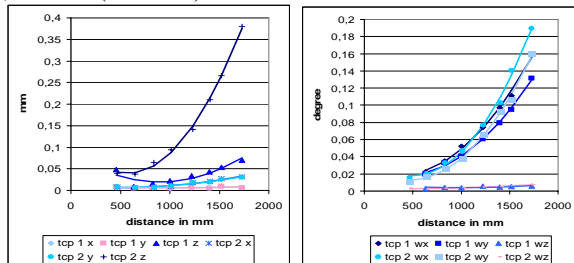 0,4
0,35
0,3
0,25
0,2
0,15
0,1
0,05
0
mm
0 500 1000 1500 2000
distance in mm
tcp 1 x tcp 1 y tcp 1 z tcp 2 x
tcp 2 y tcp 2 z
0,2
0,18
0,16
0,14
0,12
0,1
0,08
0,06
0,04
0,02
0
degree
0 500 1000 1500 2000
distance in mm
tcp 1 wx tcp 1 wy tcp 1 wz
tcp 2 wx tcp 2 wy tcp 2 wz